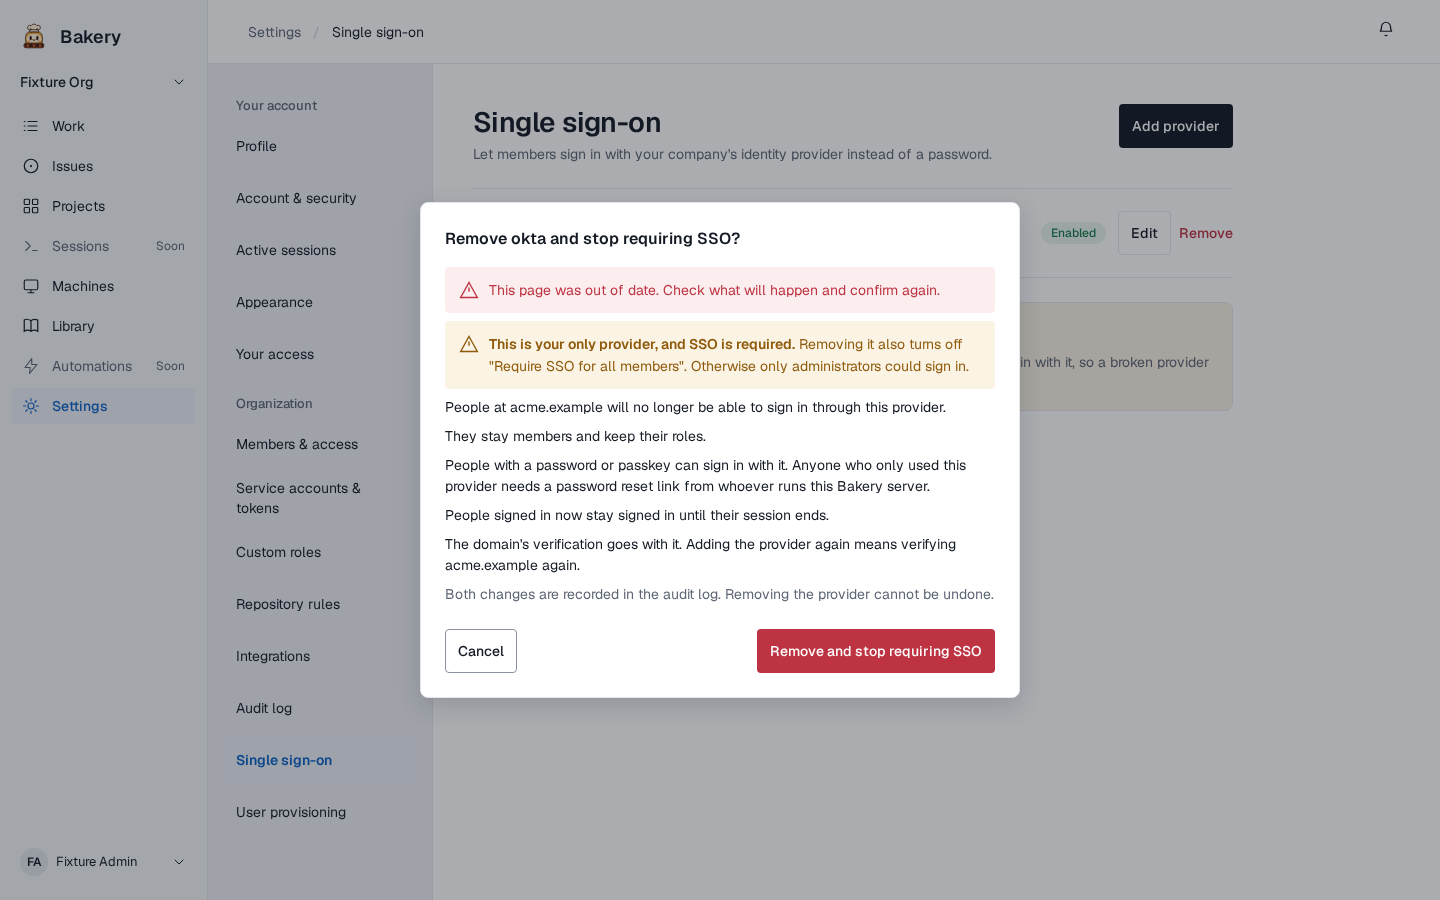 Bakery
Fixture Org
Work
Issues
Projects
Sessions Soon
Machines
Library
Automations Soon
Settings
FA Fixture Admin
Settings / Single sign-on
Your account
Profile
Account & security
Active sessions
Appearance
Your access
Organization
Members & access
Service accounts &
tokens
Custom roles
Repository rules
Integrations
Audit log
Single sign-on
User provisioning
Single sign-on
Let members sign in with your company's identity provider instead of a password.
Add provider
Enabled Edit Remove
in with it, so a broken provider
Remove okta and stop requiring SSO?
This page was out of date. Check what will happen and confirm again.
This is your only provider, and SSO is required. Removing it also turns off
"Require SSO for all members". Otherwise only administrators could sign in.
People at acme.example will no longer be able to sign in through this provider.
They stay members and keep their roles.
People with a password or passkey can sign in with it. Anyone who only used this
provider needs a password reset link from whoever runs this Bakery server.
People signed in now stay signed in until their session ends.
The domain's verification goes with it. Adding the provider again means verifying
acme.example again.
Both changes are recorded in the audit log. Removing the provider cannot be undone.
Cancel
Remove and stop requiring SSO